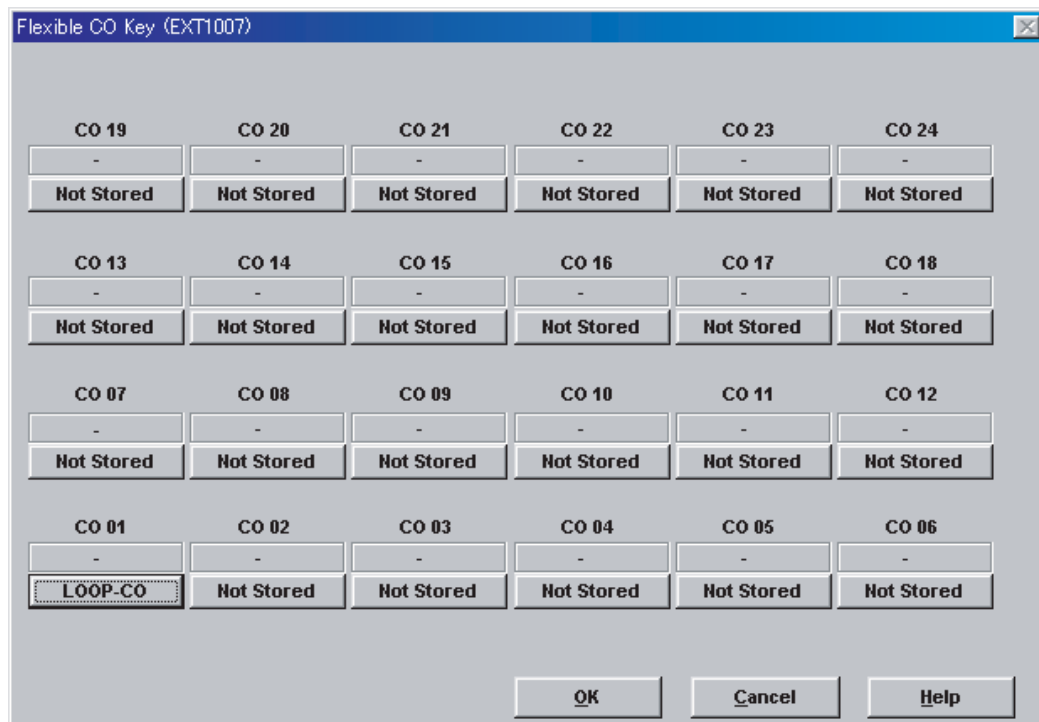 Flexible CO Key (EXT1007)
CO 19 CO 20 CO 21 CO 22 CO 23 CO 24
- - - - - -
Not Stored Not Stored Not Stored Not Stored Not Stored Not Stored
CO 13 CO 14 CO 15 CO 16 CO 17 CO 18
- - - - - -
Not Stored Not Stored Not Stored Not Stored Not Stored Not Stored
CO 07 CO 08 CO 09 CO 10 CO 11 CO 12
- - - - - -
Not Stored Not Stored Not Stored Not Stored Not Stored Not Stored
CO 01 CO 02 CO 03 CO 04 CO 05 CO 06
- - - - - -
LOOP-CO Not Stored Not Stored Not Stored Not Stored Not Stored
OK Cancel Help